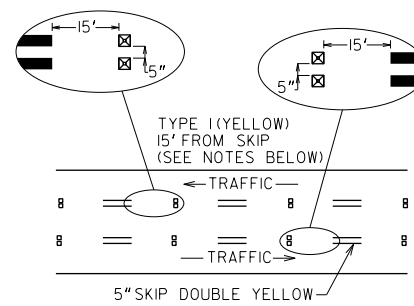 15'
5"
15'
5"
TYPE I (YELLOW)
15' FROM SKIP
(SEE NOTES BELOW)
TRAFFIC
TRAFFIC
5" SKIP DOUBLE YELLOW